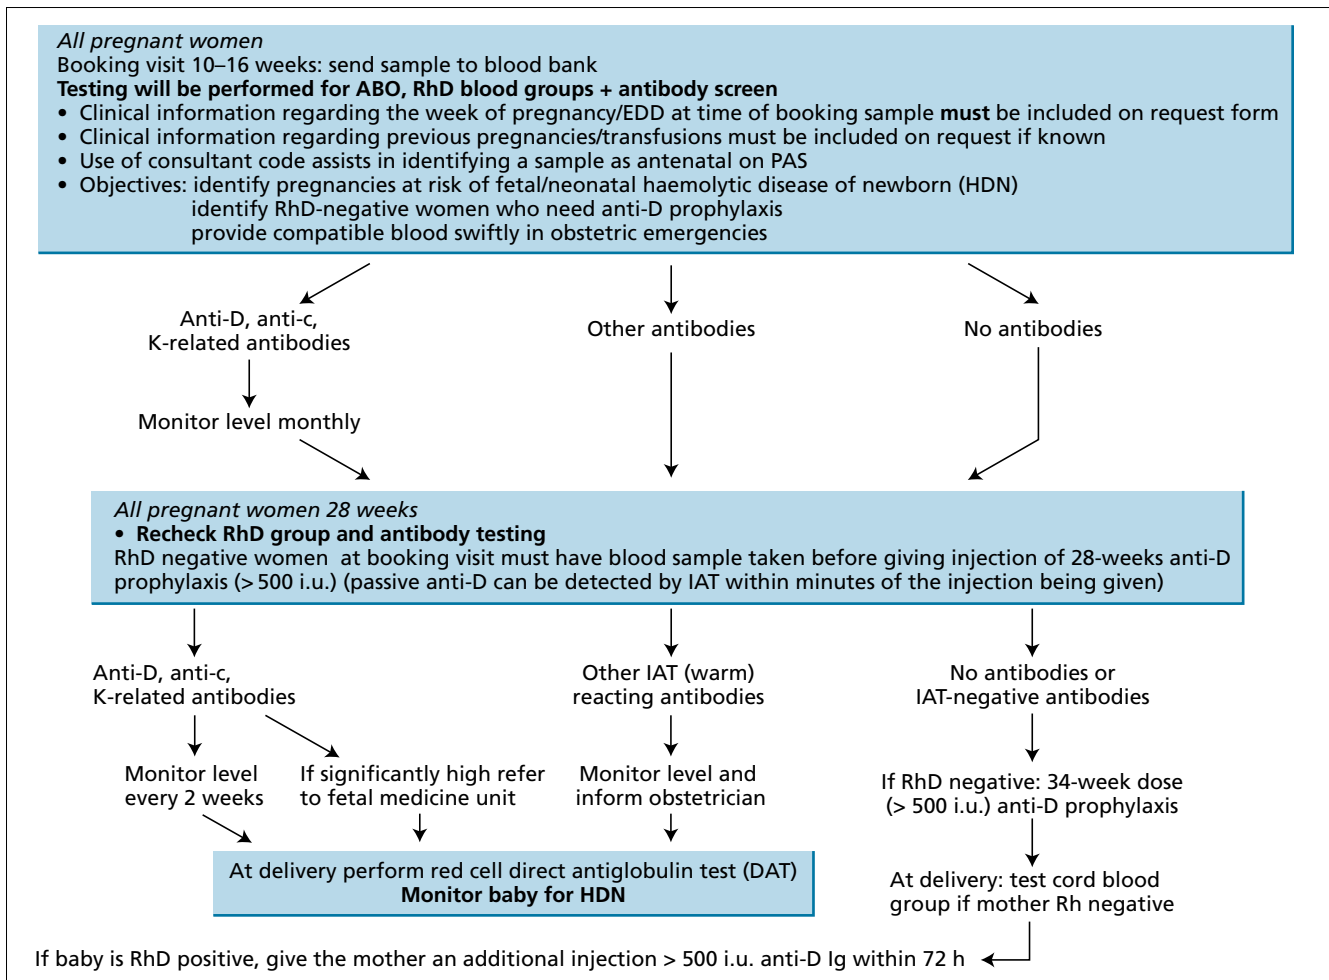 All pregnant women
Booking visit 10–16 weeks: send sample to blood bank
Testing will be performed for ABO, RhD blood groups + antibody screen
• Clinical information regarding the week of pregnancy/EDD at time of booking sample must be included on request form
• Clinical information regarding previous pregnancies/transfusions must be included on request if known
• Use of consultant code assists in identifying a sample as antenatal on PAS
• Objectives: identify pregnancies at risk of fetal/neonatal haemolytic disease of newborn (HDN)
identify RhD-negative women who need anti-D prophylaxis
provide compatible blood swiftly in obstetric emergencies
Anti-D, anti-c,
K-related antibodies
Other antibodies
No antibodies
Monitor level monthly
All pregnant women 28 weeks
• Recheck RhD group and antibody testing
RhD negative women at booking visit must have blood sample taken before giving injection of 28-weeks anti-D
prophylaxis (> 500 i.u.) (passive anti-D can be detected by IAT within minutes of the injection being given)
Anti-D, anti-c,
K-related antibodies
Other IAT (warm)
reacting antibodies
No antibodies or
IAT-negative antibodies
Monitor level
every 2 weeks
If significantly high refer
to fetal medicine unit
Monitor level and
inform obstetrician
If RhD negative: 34-week dose
(> 500 i.u.) anti-D prophylaxis
At delivery perform red cell direct antiglobulin test (DAT)
Monitor baby for HDN
At delivery: test cord blood
group if mother Rh negative
If baby is RhD positive, give the mother an additional injection > 500 i.u. anti-D Ig within 72 h